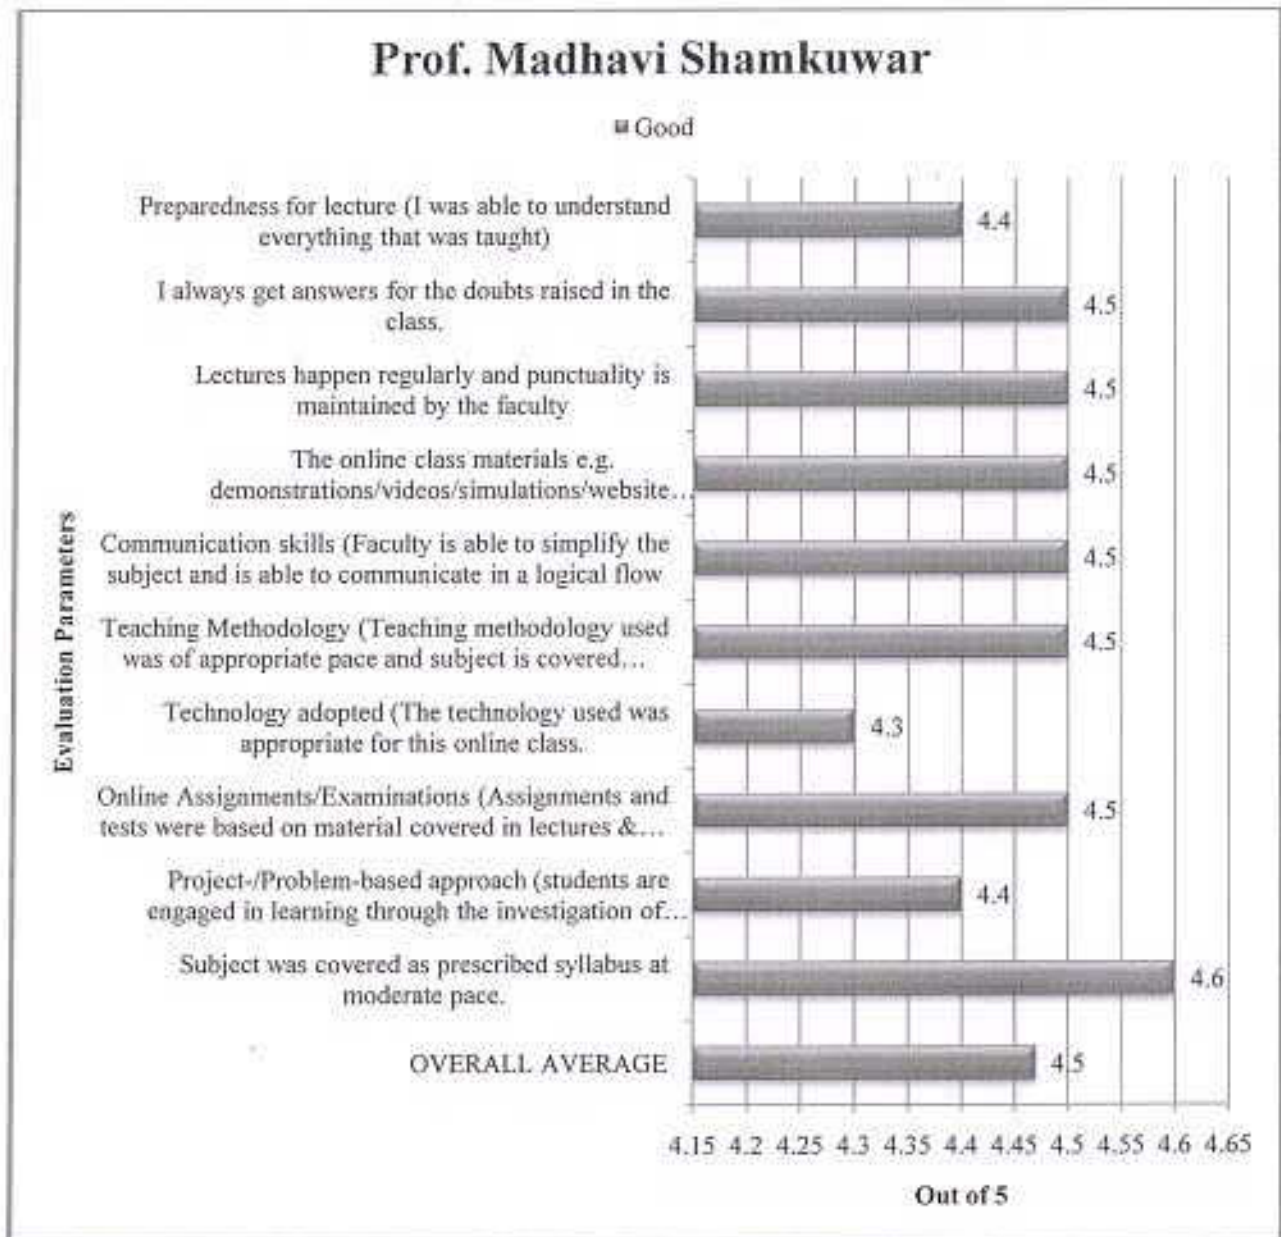 Prof. Madhavi Shamkuwar
Good
Preparedness for lecture (I was able to understand
everything that was taught)
4.4
I always get answers for the doubts raised in the
class.
4.5
Lectures happen regularly and punctuality is
maintained by the faculty
4.5
The online class materials e.g.
demonstrations/videos/simulations/website…
4.5
Communication skills (Faculty is able to simplify the
subject and is able to communicate in a logical flow
4.5
Teaching Methodology (Teaching methodology used
was of appropriate pace and subject is covered…
4.5
Technology adopted (The technology used was
appropriate for this online class.
4.3
Online Assignments/Examinations (Assignments and
tests were based on material covered in lectures &…
4.5
Project-/Problem-based approach (students are
engaged in learning through the investigation of…
4.4
Subject was covered as prescribed syllabus at
moderate pace.
4.6
OVERALL AVERAGE
4.5
Evaluation Parameters
4.15 4.2 4.25 4.3 4.35 4.4 4.45 4.5 4.55 4.6 4.65
Out of 5